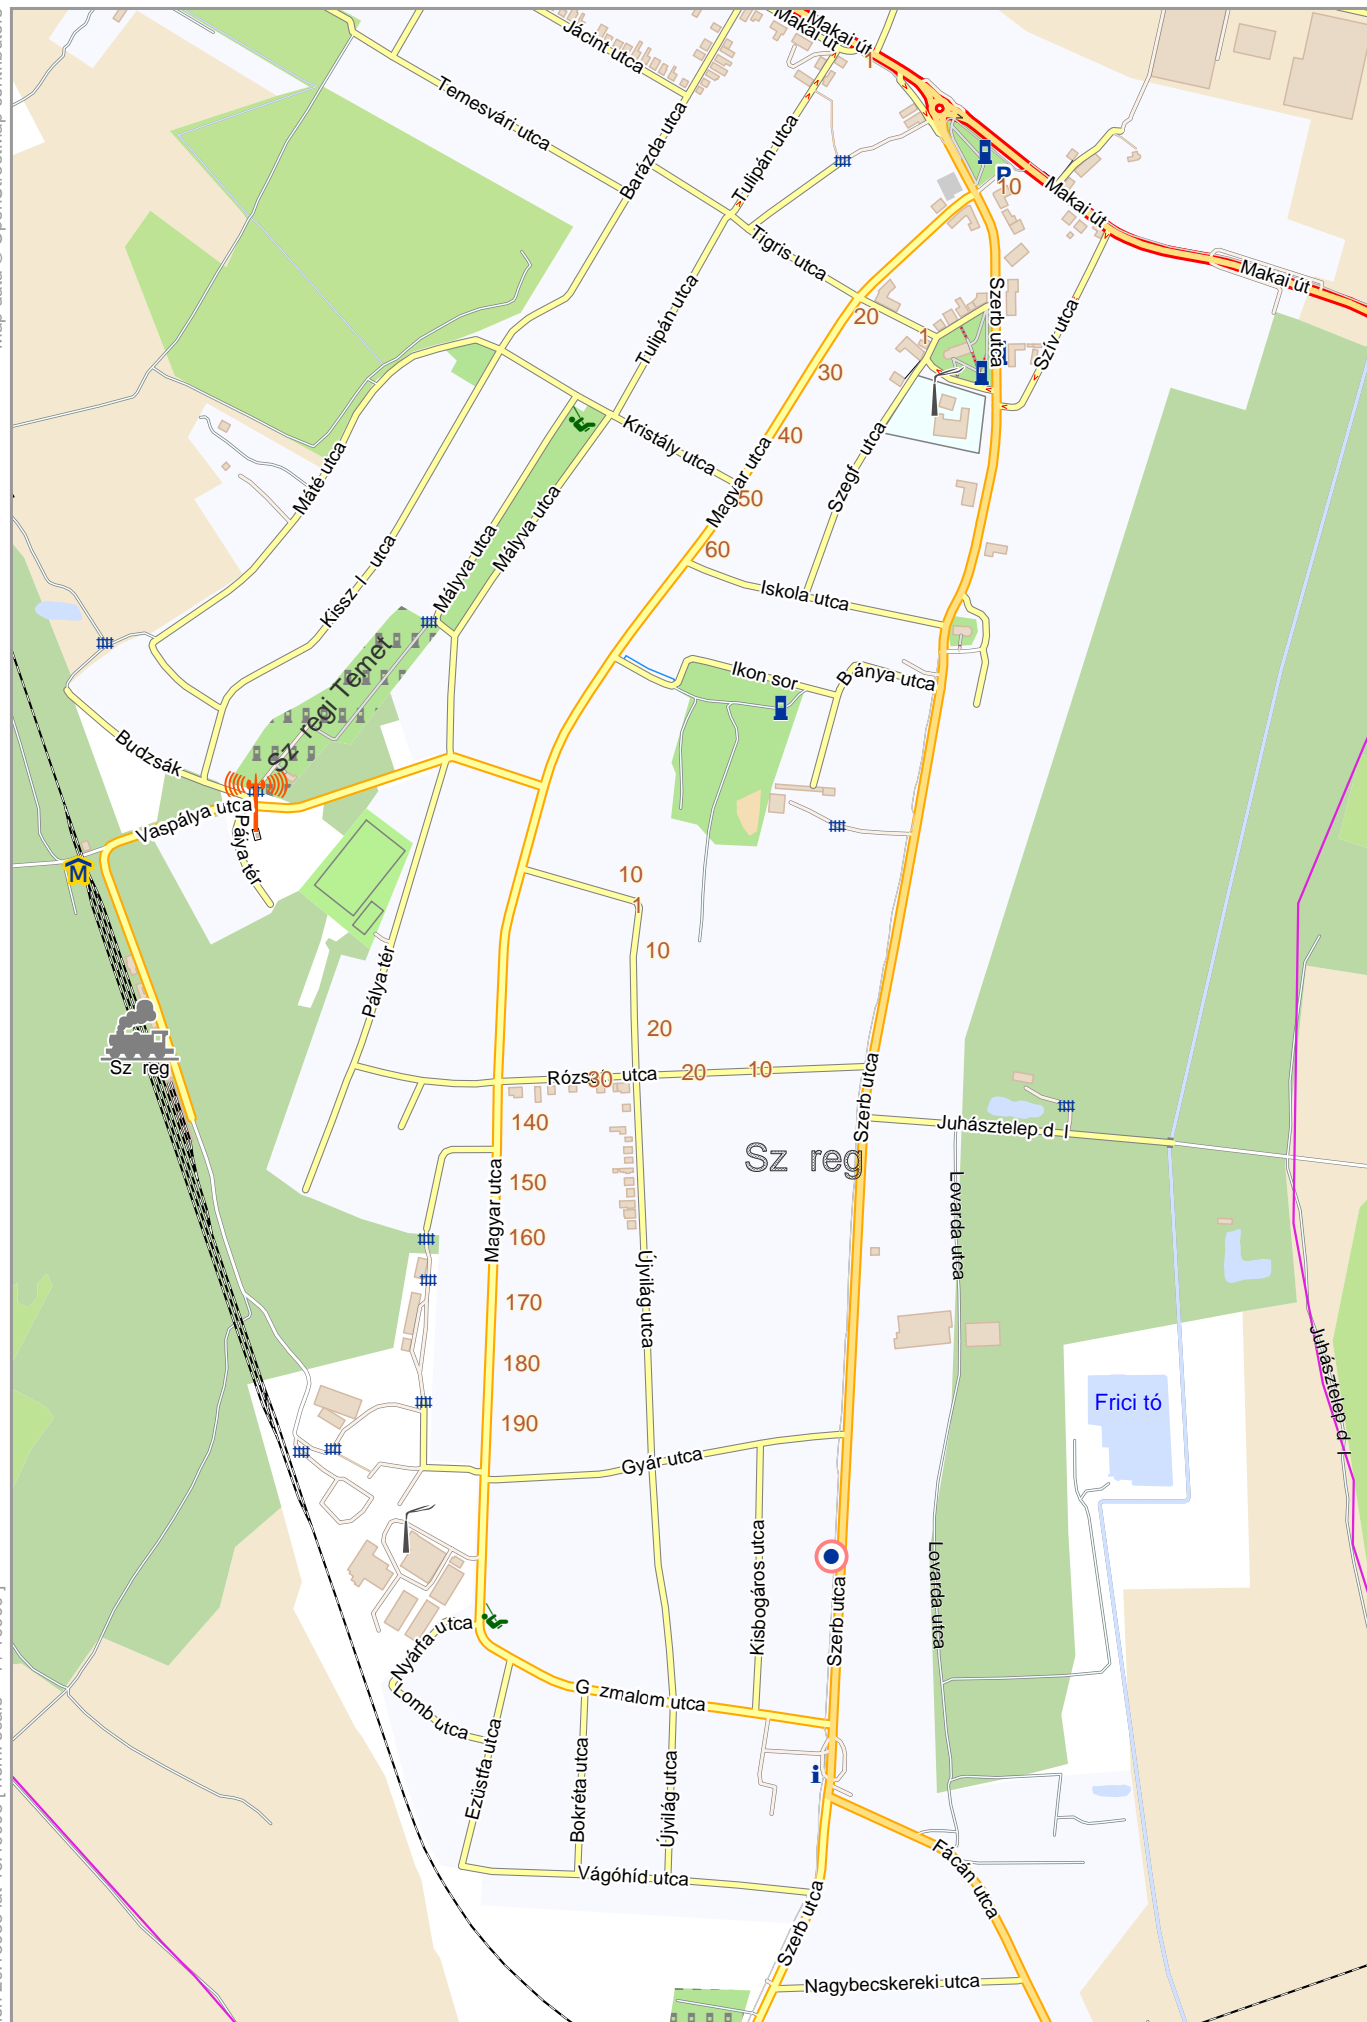 Makai út
Makai út
1
Jácint utca
Temesvári utca
Barázda utca
Tulipán utca
P
10
Makai út
Makai út
Tigris utca
Szerb utca
Szív utca
Tulipán utca
20
1
30
Kristály utca
40
Magyar utca
50
60
Szegf utca
Máté utca
Mályva utca
Mályva utca
Kissz l utca
Iskola utca
Sz regi Temet
Ikon sor
B ánya utca
Budzsák
Vaspálya utca
Pálya tér
M
10
1
10
Pálya tér
20
Sz reg
Rózsa utca
30
20
10
Szerb utca
140
Juhásztelep d l
Sz reg
150
Magyar utca
160
Lovarda utca
Újvilág utca
170
180
Juhásztelep d l
190
Frici tó
Gyár utca
Kisbogáros utca
Lovarda utca
Szerb utca
Nyárfa utca
Lomb utca
G zmalom utca
Ezüstfa utca
Bokréta utca
Újvilág utca
i
Vágóhíd utca
Fácán utca
Szerb utca
Nagybecskereki utca